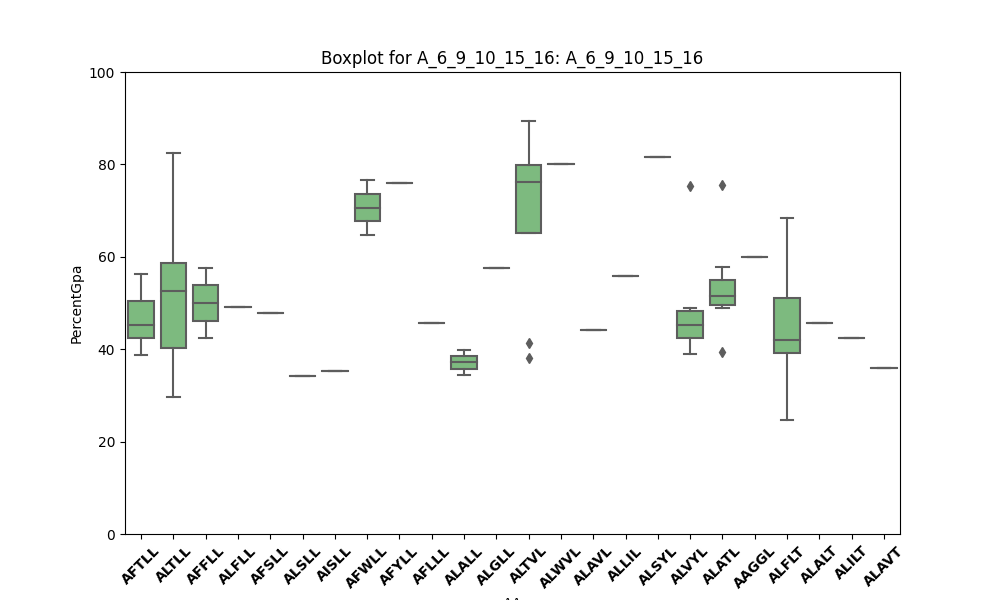 Boxplot for A_6_9_10_15_16: A_6_9_10_15_16
100
80
60
40
20
0
PercentGpa
AFTLL
ALTLL
AFFLL
ALFLL
AFSLL
ALSLL
AISLL
AFWLL
AFYLL
AFLLL
ALALL
ALGLL
ALTVL
ALWVL
ALAVL
ALLIL
ALSYL
ALVYL
ALATL
AAGGL
ALFLT
ALALT
ALILT
ALAVT